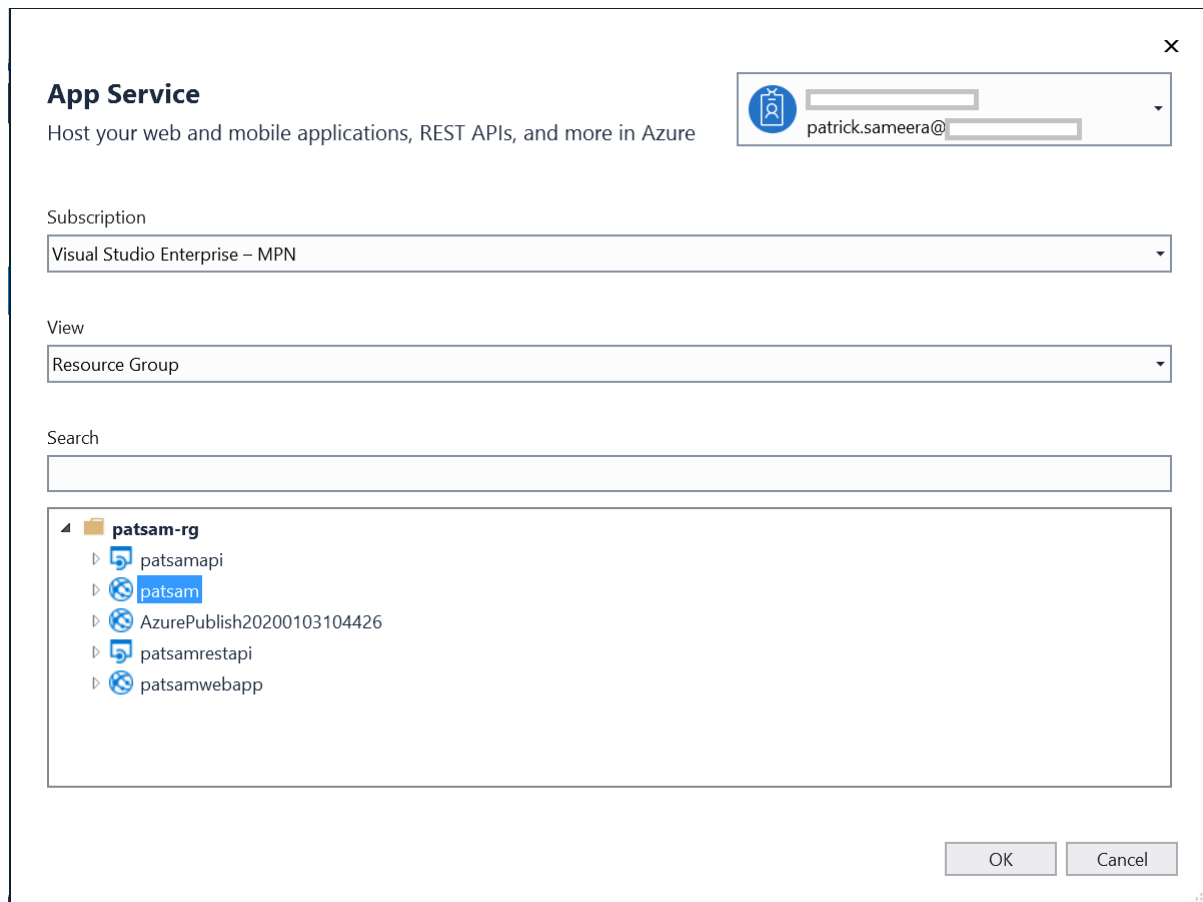 App Service
Host your web and mobile applications, REST APIs, and more in Azure
patrick.sameera@
Subscription
Visual Studio Enterprise – MPN
View
Resource Group
Search
patsam-rg
patsamapi
patsam
AzurePublish20200103104426
patsamrestapi
patsamwebapp
OK
Cancel